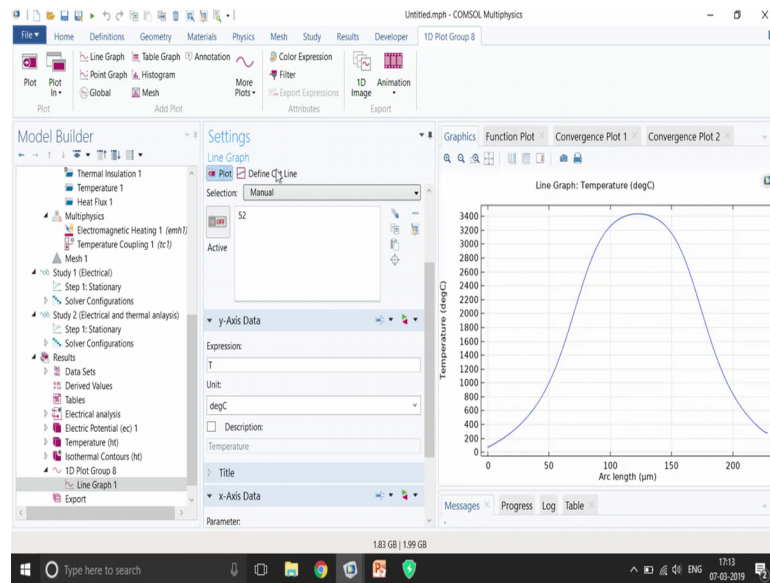 Untitled.mph - COMSOL Multiphysics
File Home Definitions Geometry Materials Physics Mesh Study Results Developer 1D Plot Group 8
Plot
Plot In
Line Graph Table Graph Annotation
Point Graph Histogram
Global Mesh
More Plots
Color Expression
Filter
Export Expressions
1D Image
Animation
Plot Add Plot Attributes Export
Model Builder
Thermal Insulation 1
Temperature 1
Heat Flux 1
Multiphysics
Electromagnetic Heating 1 (emh1)
Temperature Coupling 1 (tc1)
Mesh 1
Study 1 (Electrical)
Step 1: Stationary
Solver Configurations
Study 2 (Electrical and thermal anlaysis)
Step 1: Stationary
Solver Configurations
Results
Data Sets
Derived Values
Tables
Electrical analysis
Electric Potential (ec) 1
Temperature (ht)
Isothermal Contours (ht)
1D Plot Group 8
Line Graph 1
Export
Settings
Line Graph
Plot Define Cut Line
Selection: Manual
52
OFF
Active
y-Axis Data
Expression:
T
Unit:
degC
Description:
Temperature
Title
x-Axis Data
Parameter:
Graphics Function Plot Convergence Plot 1 Convergence Plot 2
Line Graph: Temperature (degC)
3400
3200
3000
2800
2600
2400
2200
2000
1800
1600
1400
1200
1000
800
600
400
200
0
Temperature (degC)
0 50 100 150 200
Arc length (µm)
Messages Progress Log Table
1.83 GB | 1.99 GB
Type here to search
ENG
17:13
07-03-2019
2